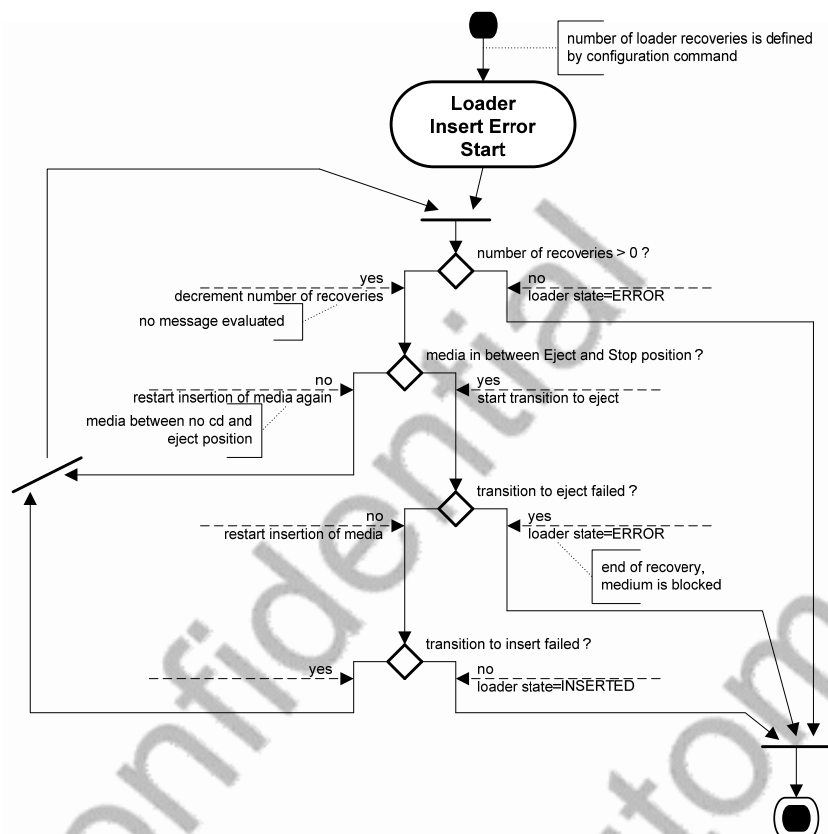 number of loader recoveries is defined
by configuration command
Loader
Insert Error
Start
number of recoveries > 0 ?
yes
decrement number of recoveries
no
loader state=ERROR
no message evaluated
media in between Eject and Stop position ?
no
restart insertion of media again
yes
start transition to eject
media between no cd and
eject position
transition to eject failed ?
no
restart insertion of media
yes
loader state=ERROR
end of recovery,
medium is blocked
transition to insert failed ?
yes
no
loader state=INSERTED
onfidential
utom